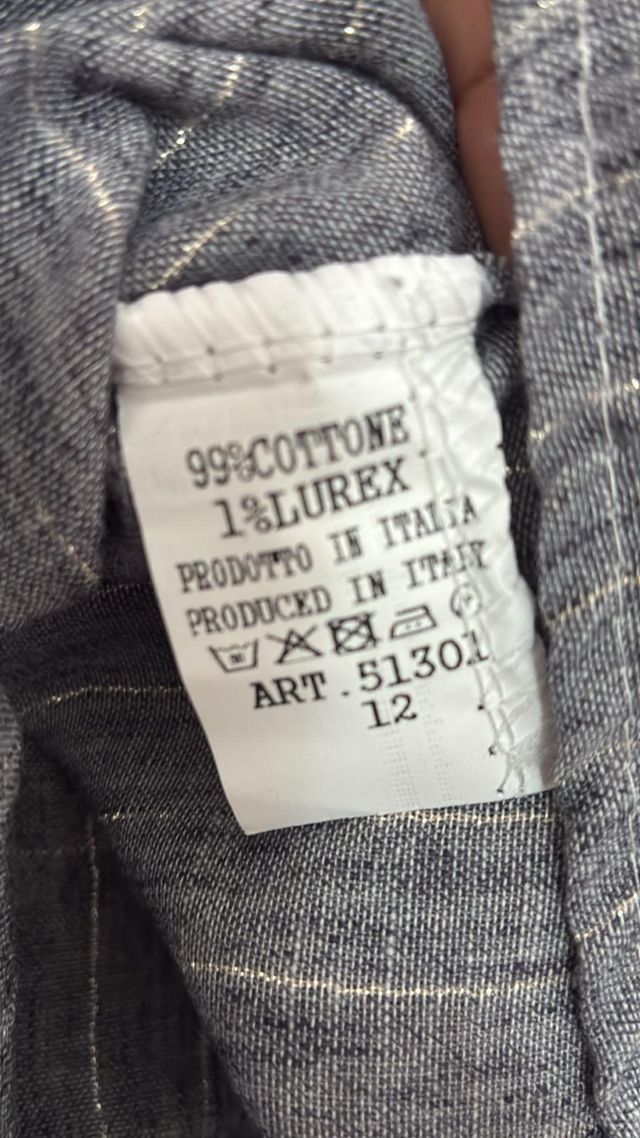 99%COTTONE
1%LUREX
PRODOTTO IN ITALIA
PRODUCED IN ITALY
ART.51301
12